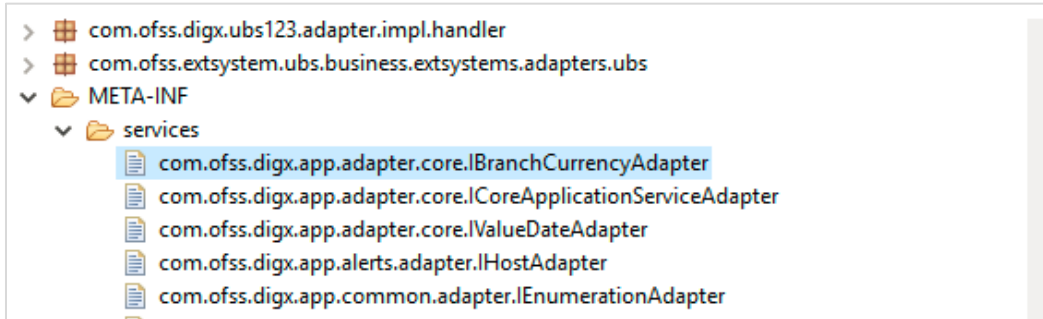 com.ofss.digx.ubs123.adapter.impl.handler
com.ofss.extsystem.ubs.business.extsystems.adapters.ubs
META-INF
services
com.ofss.digx.app.adapter.core.IBranchCurrencyAdapter
com.ofss.digx.app.adapter.core.ICoreApplicationServiceAdapter
com.ofss.digx.app.adapter.core.IValueDateAdapter
com.ofss.digx.app.alerts.adapter.IHostAdapter
com.ofss.digx.app.common.adapter.IEnumerationAdapter